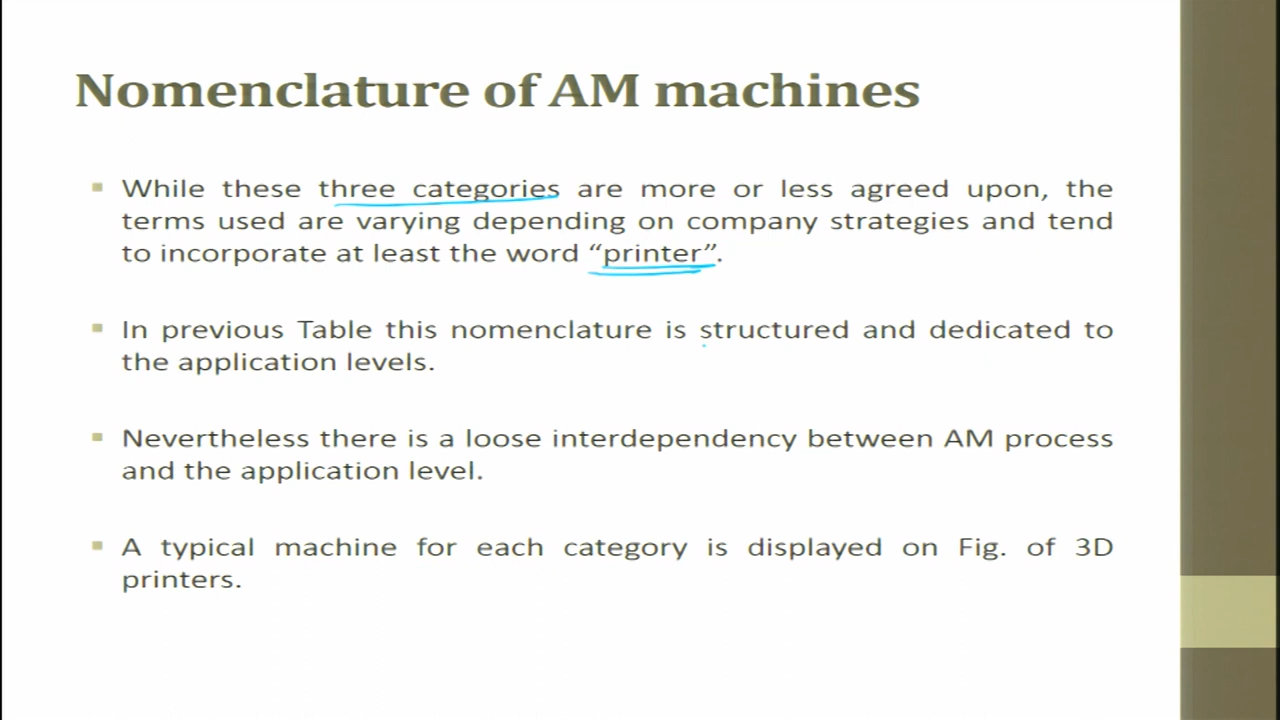 Nomenclature of AM machines
While these three categories are more or less agreed upon, the
terms used are varying depending on company strategies and tend
to incorporate at least the word “printer”.
In previous Table this nomenclature is structured and dedicated to
the application levels.
Nevertheless there is a loose interdependency between AM process
and the application level.
A typical machine for each category is displayed on Fig. of 3D
printers.